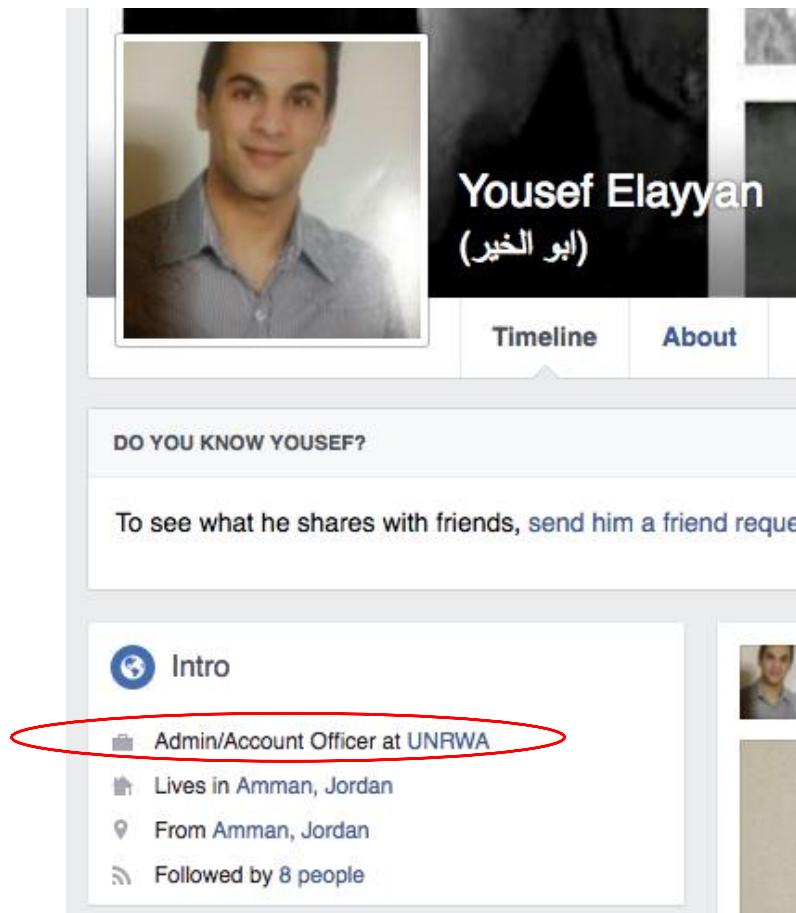 Yousef Elayyan
(ابو الخير)
Timeline About
DO YOU KNOW YOUSEF?
To see what he shares with friends, send him a friend reque
Intro
Admin/Account Officer at UNRWA
Lives in Amman, Jordan
From Amman, Jordan
Followed by 8 people